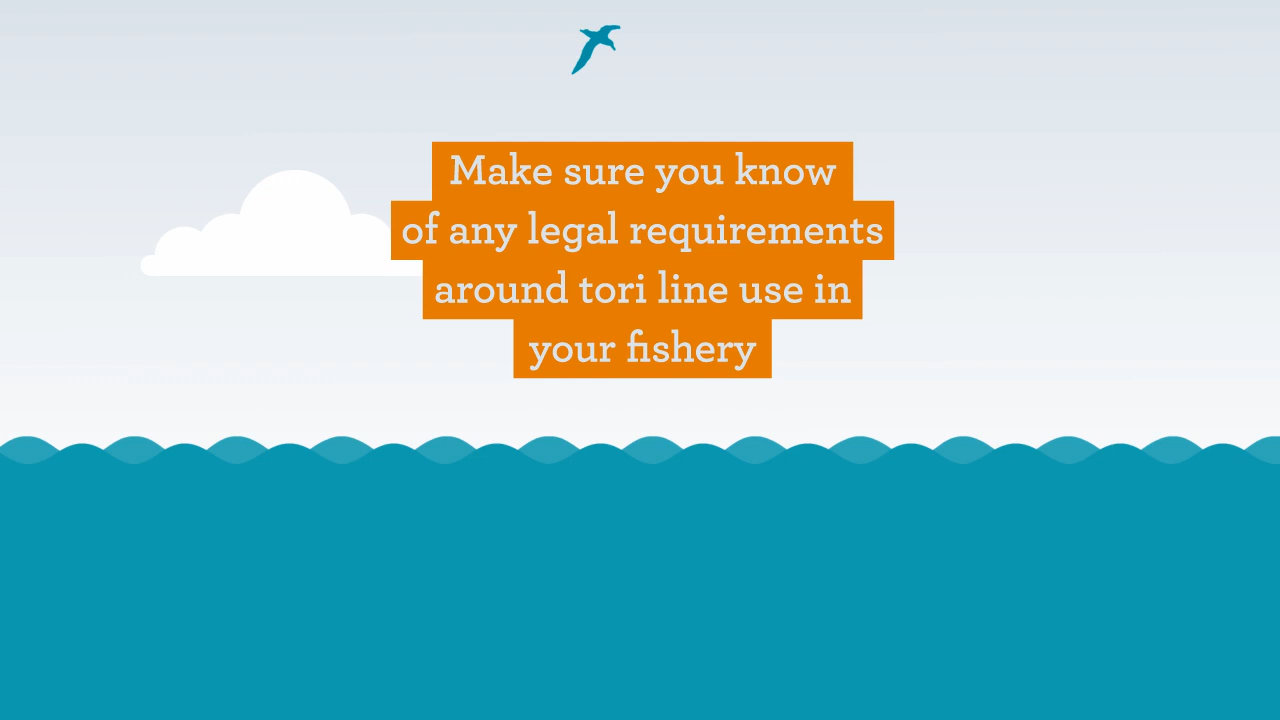 Make sure you know
of any legal requirements
around tori line use in
your fishery